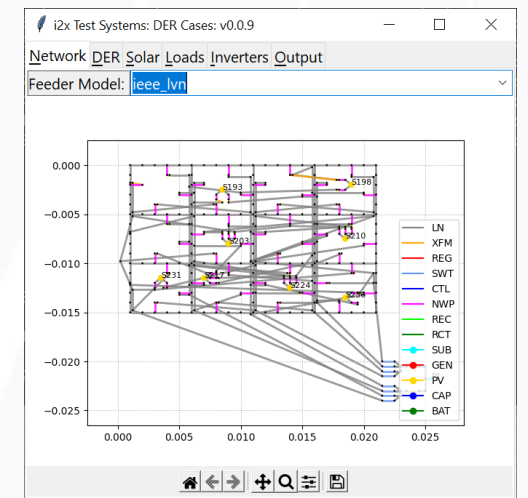 i2x Test Systems: DER Cases: v0.0.9
Network DER Solar Loads Inverters Output
Feeder Model: ieee_lvn
0.000
−0.005
−0.010
−0.015
−0.020
−0.025
S193
S198
S203
S210
S231
S217
S224
LN
XFM
REG
SWT
CTL
NWP
REC
RCT
SUB
GEN
PV
CAP
BAT
0.000 0.005 0.010 0.015 0.020 0.025